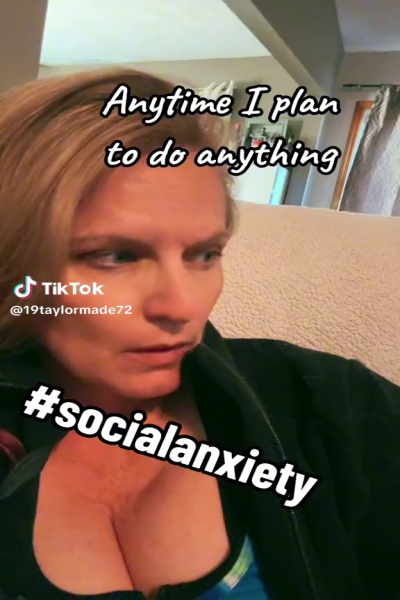 Anytime I plan
to do anything
TikTok
@19taylormade72
#socialanxiety